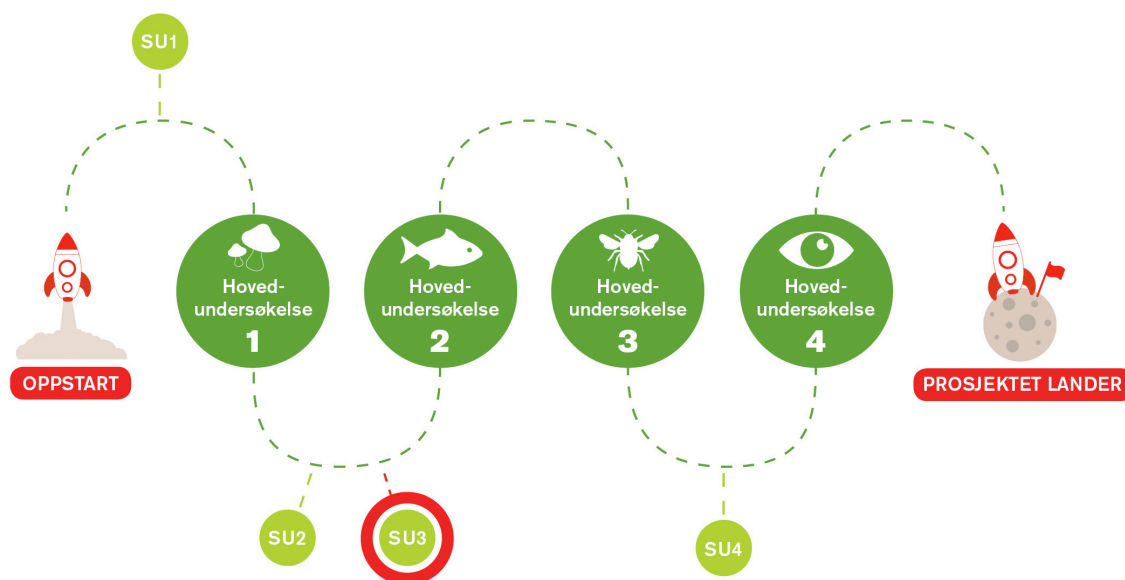 SU1
Hoved-
undersøkelse
1
Hoved-
undersøkelse
2
Hoved-
undersøkelse
3
Hoved-
undersøkelse
4
OPPSTART
PROSJEKTET LANDER
SU2
SU3
SU4